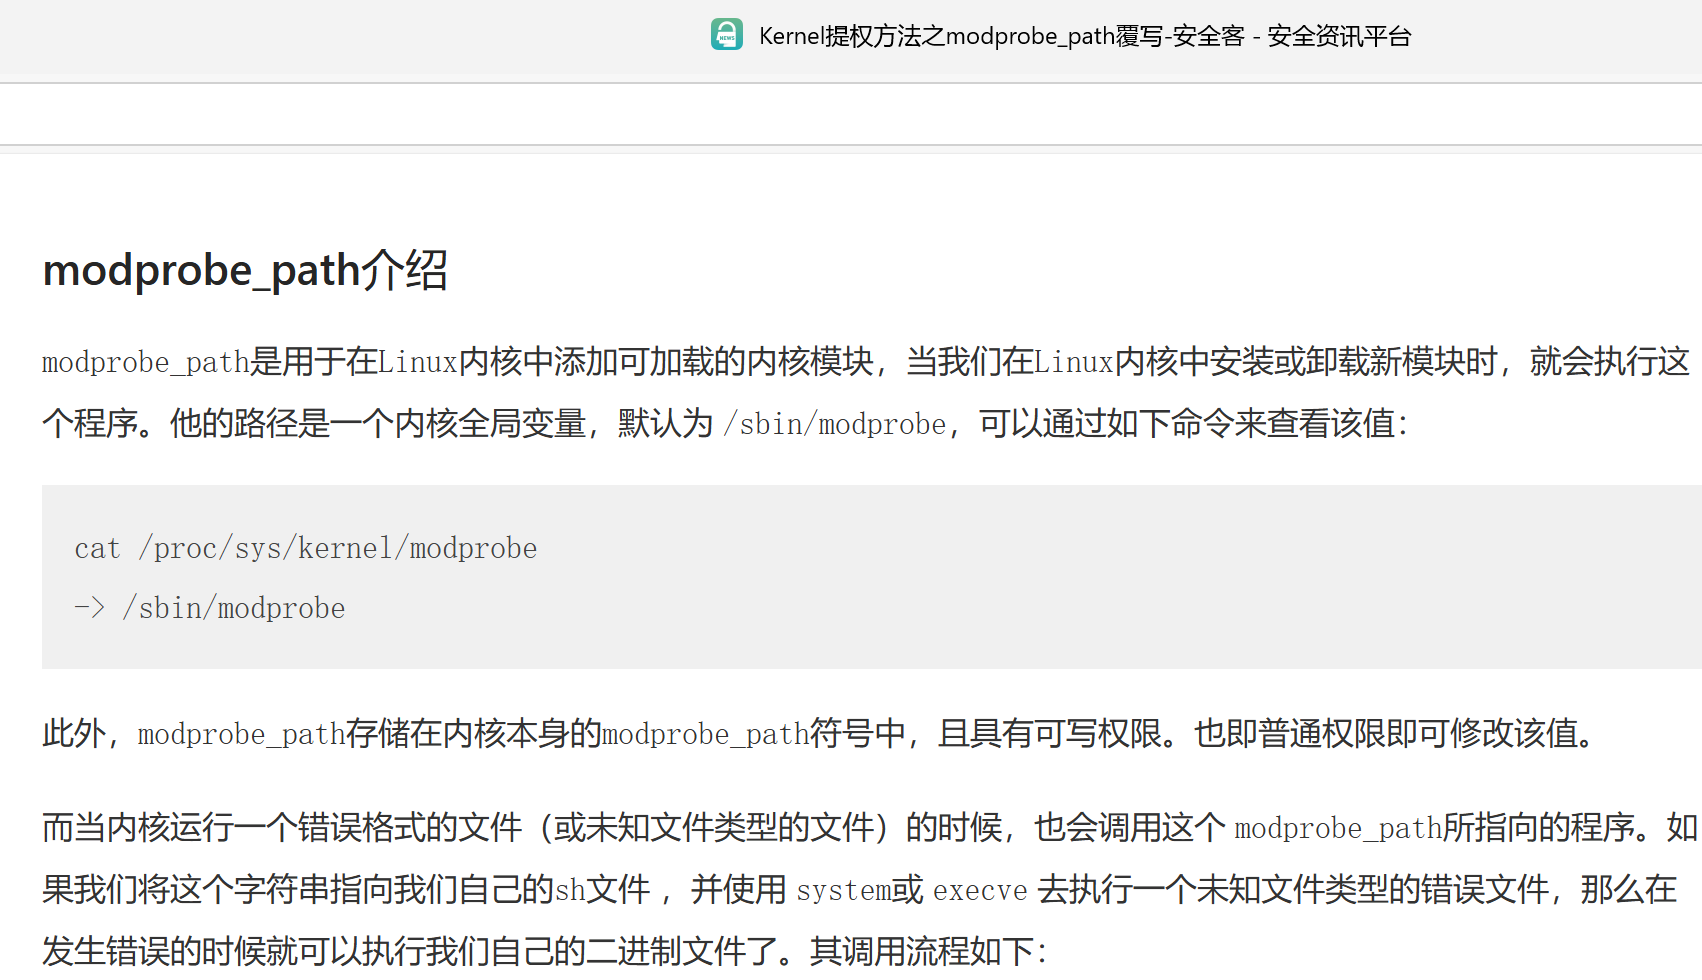 NEWS
Kernel提权方法之modprobe_path覆写-安全客 - 安全资讯平台
modprobe_path介绍
modprobe_path是用于在Linux内核中添加可加载的内核模块，当我们在Linux内核中安装或卸载新模块时，就会执行这
个程序。他的路径是一个内核全局变量，默认为 /sbin/modprobe，可以通过如下命令来查看该值：
cat /proc/sys/kernel/modprobe
-> /sbin/modprobe
此外，modprobe_path存储在内核本身的modprobe_path符号中，且具有可写权限。也即普通权限即可修改该值。
而当内核运行一个错误格式的文件（或未知文件类型的文件）的时候，也会调用这个 modprobe_path所指向的程序。如
果我们将这个字符串指向我们自己的sh文件 ，并使用 system或 execve 去执行一个未知文件类型的错误文件，那么在
发生错误的时候就可以执行我们自己的二进制文件了。其调用流程如下：